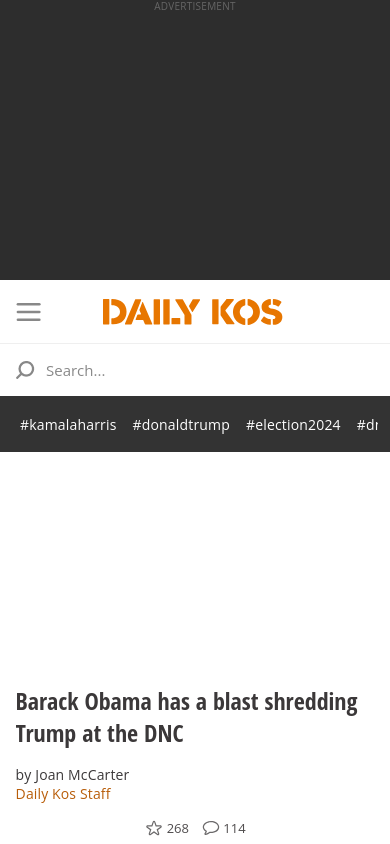 ADVERTISEMENT
DAILY KOS
Search...
#kamalaharris #donaldtrump #election2024
Barack Obama has a blast shredding
Trump at the DNC
by Joan McCarter
Daily Kos Staff
268 114